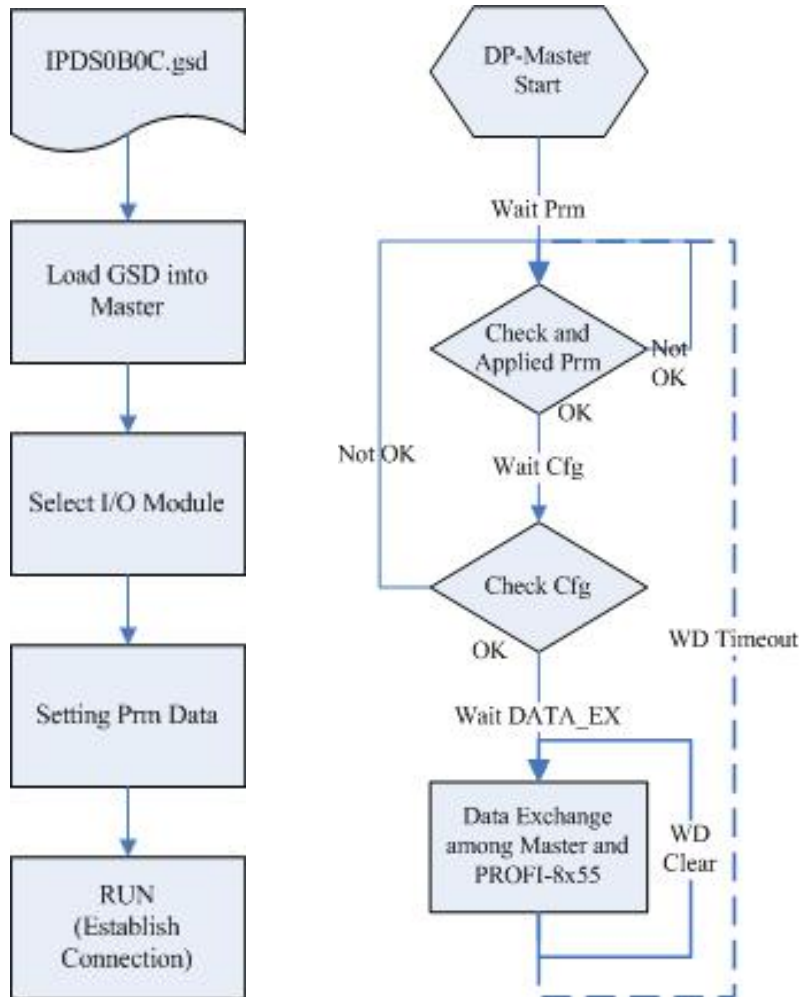 IPDS0B0C.gsd
Load GSD into
Master
Select I/O Module
Setting Prm Data
RUN
(Establish
Connection)
DP-Master
Start
Wait Prm
Check and
Applied Prm
Not
OK
OK
Not OK
Wait Cfg
Check Cfg
OK
WD Timeout
Wait DATA_EX
Data Exchange
among Master and
PROFI-8x55
WD
Clear